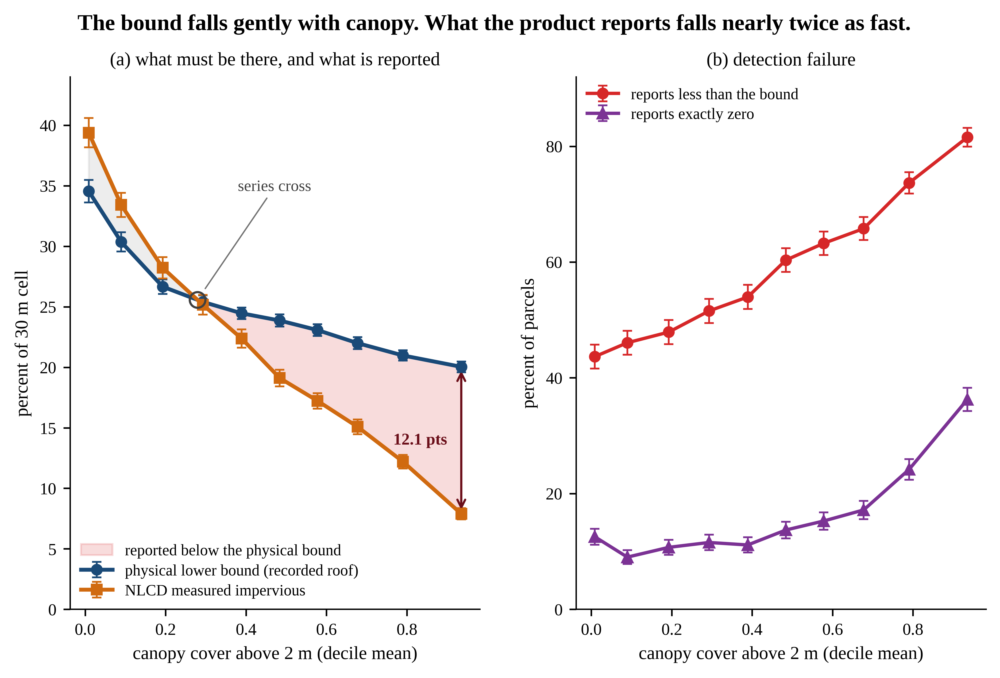 The bound falls gently with canopy. What the product reports falls nearly twice as fast.
(a) what must be there, and what is reported
percent of 30 m cell
40
35
30
25
20
15
10
5
0
series cross
12.1 pts
reported below the physical bound
physical lower bound (recorded roof)
NLCD measured impervious
0.0 0.2 0.4 0.6 0.8
canopy cover above 2 m (decile mean)
(b) detection failure
reports less than the bound
reports exactly zero
percent of parcels
80
60
40
20
0
0.0 0.2 0.4 0.6 0.8
canopy cover above 2 m (decile mean)